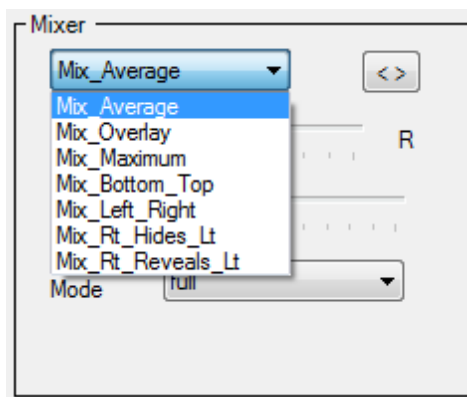 Mixer
Mix_Average
< >
Mix_Average
Mix_Overlay
R
Mix_Maximum
Mix_Bottom_Top
Mix_Left_Right
Mix_Rt_Hides_Lt
Mix_Rt_Reveals_Lt
Mode
full